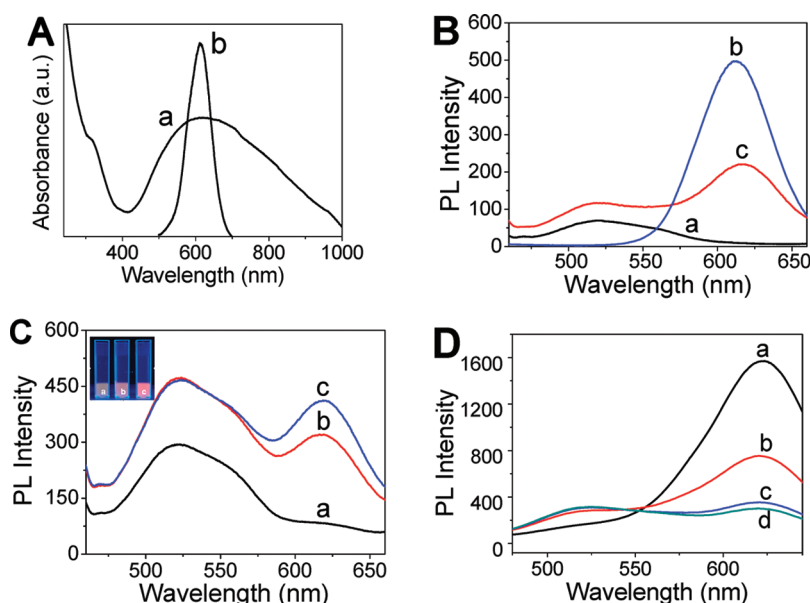 A
b
a
Absorbance (a.u.)
400 600 800 1000
Wavelength (nm)
B
600
500
400
300
200
100
0
b
c
a
PL Intensity
500 550 600 650
Wavelength (nm)
C
600
450
300
150
0
a b c
c
b
a
PL Intensity
500 550 600 650
Wavelength (nm)
D
1600
1200
800
400
0
a
b
c
d
PL Intensity
500 550 600
Wavelength (nm)